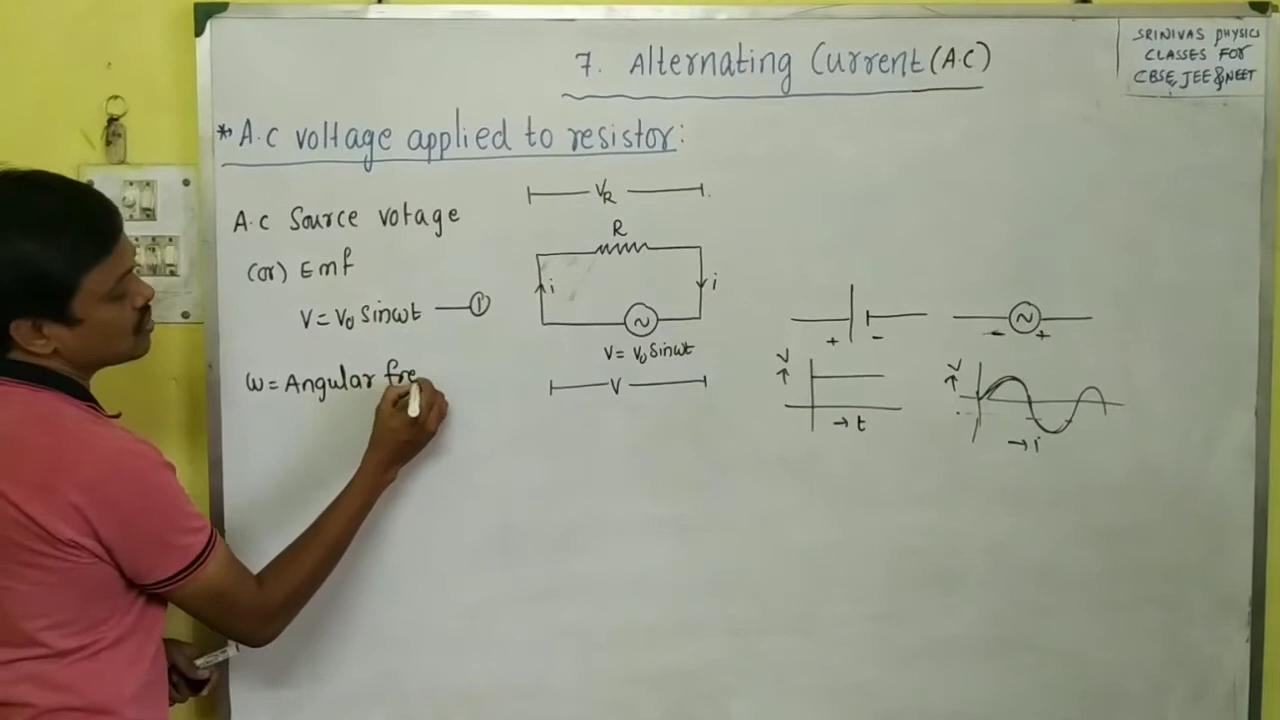 7. Alternating Current (A.C)
SRINIVAS PHYSICS
CLASSES FOR
CBSE, JEE & NEET
* A.C voltage applied to resistor:
A.C Source votage
(or) Emf
V = V₀ Sinωt —①
ω = Angular fre
VR
R
i
i
~
V = V₀ Sinωt
V
+ -
V
→ t
~
- +
V
→ i